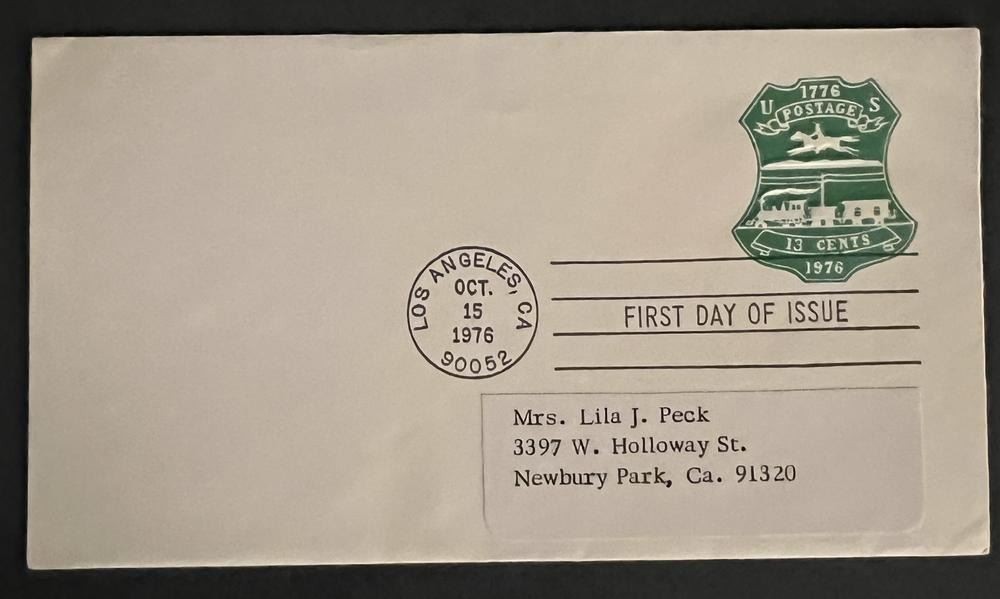 1776
U POSTAGE S
13 CENTS
1976
LOS ANGELES, CA
OCT.
15
1976
90052
FIRST DAY OF ISSUE
Mrs. Lila J. Peck
3397 W. Holloway St.
Newbury Park, Ca. 91320